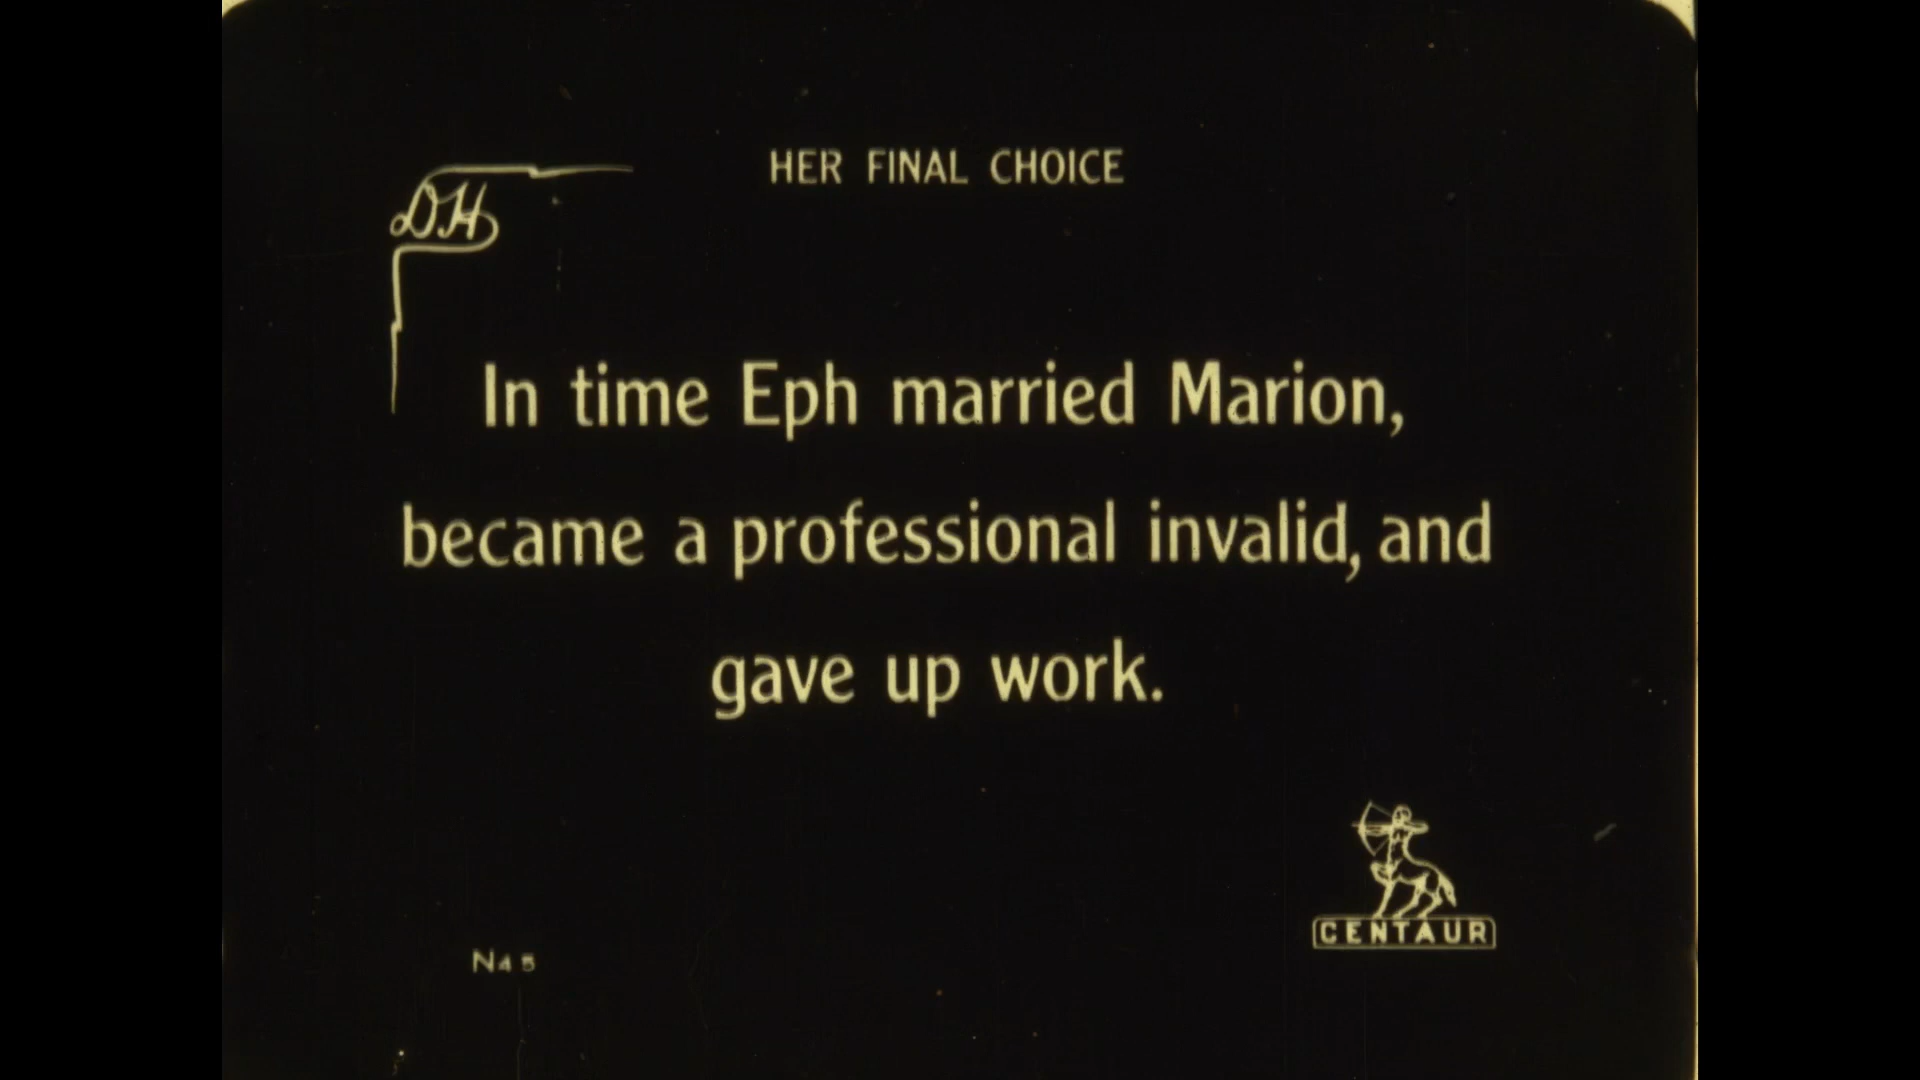 HER FINAL CHOICE
DH
In time Eph married Marion,
became a professional invalid, and
gave up work.
CENTAUR
N45